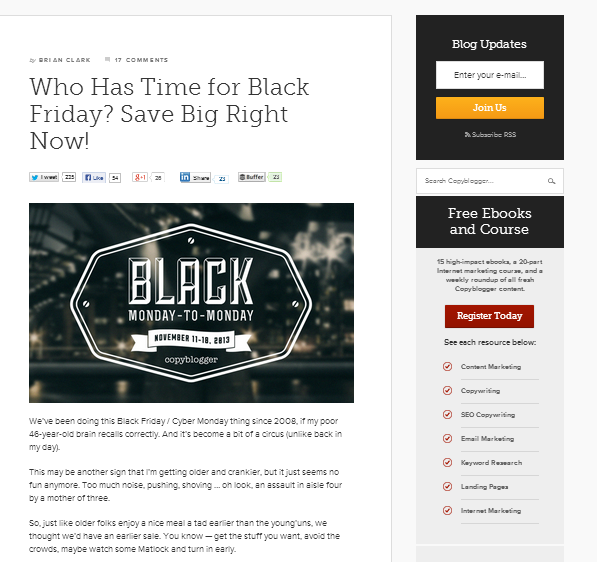 by BRIAN CLARK 17 COMMENTS
Who Has Time for Black
Friday? Save Big Right
Now!
Tweet 225 Like 54 +1 26 Share 23 Buffer 23
BLACK
MONDAY-TO-MONDAY
NOVEMBER 11-18, 2013
copyblogger
We've been doing this Black Friday / Cyber Monday thing since 2008, if my poor
46-year-old brain recalls correctly. And it's become a bit of a circus (unlike back in
my day).
This may be another sign that I'm getting older and crankier, but it just seems no
fun anymore. Too much noise, pushing, shoving ... oh look, an assault in aisle four
by a mother of three.
So, just like older folks enjoy a nice meal a tad earlier than the young'uns, we
thought we'd have an earlier sale. You know — get the stuff you want, avoid the
crowds, maybe watch some Matlock and turn in early.
Blog Updates
Enter your e-mail...
Join Us
Subscribe RSS
Search Copyblogger...
Free Ebooks
and Course
15 high-impact ebooks, a 20-part
Internet marketing course, and a
weekly roundup of all fresh
Copyblogger content.
Register Today
See each resource below:
Content Marketing
Copywriting
SEO Copywriting
Email Marketing
Keyword Research
Landing Pages
Internet Marketing